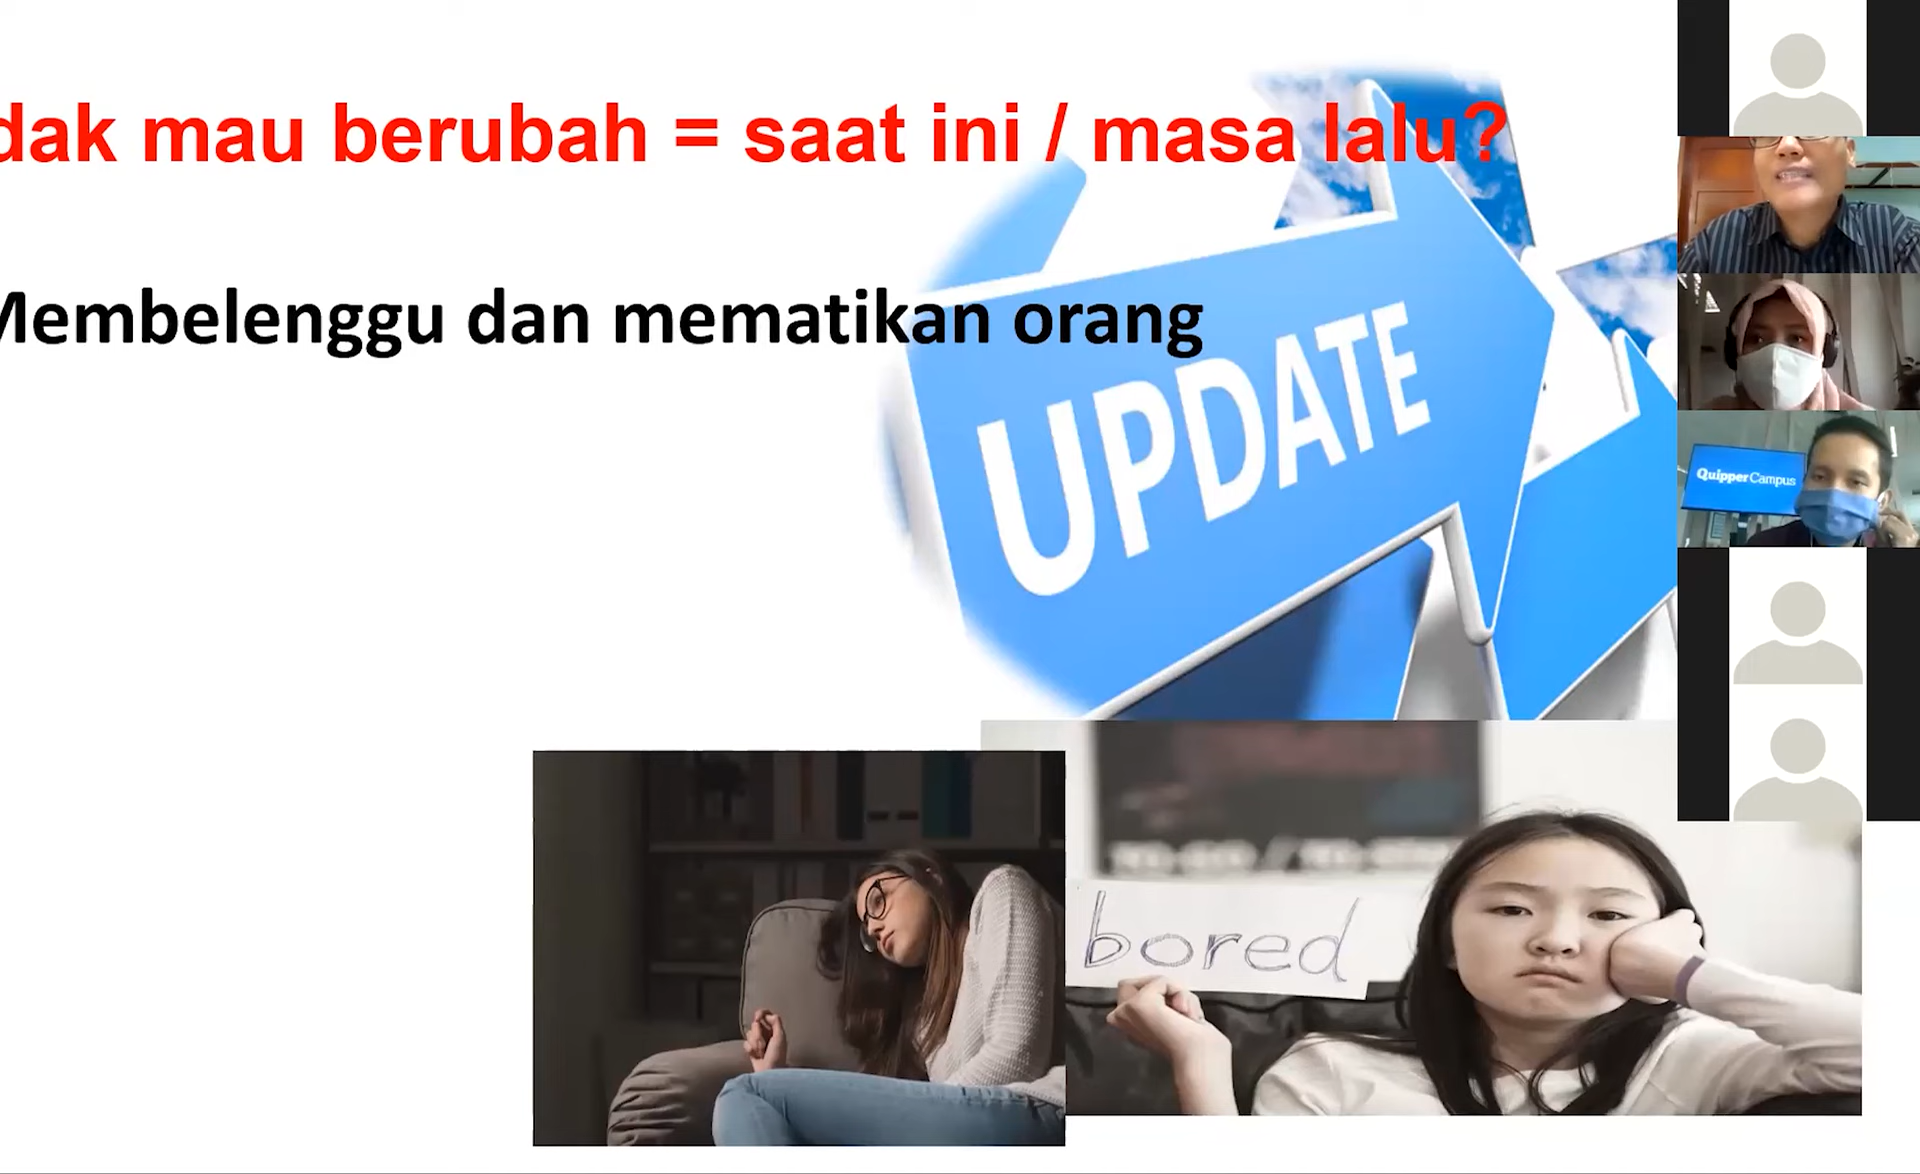 dak mau berubah = saat ini / masa lalu?
Membelenggu dan mematikan orang
UPDATE
QuipperCampus
bored